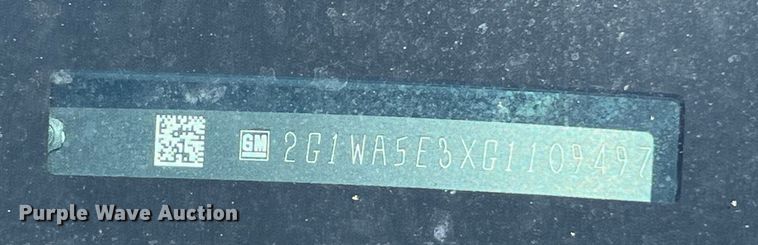 GM 2G1WA5E3XG1109497
Purple Wave Auction